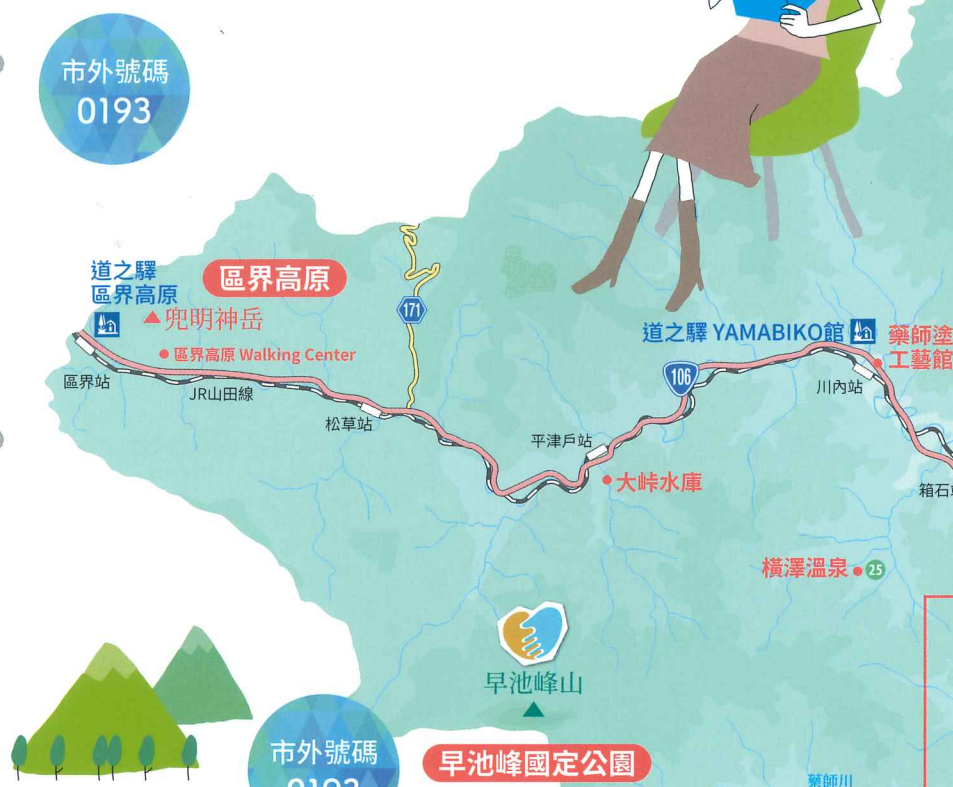 市外號碼
0193
道之驛
區界高原
區界高原
兜明神岳
171
區界高原 Walking Center
道之驛 YAMABIKO館
藥師塗
工藝館
106
區界站
JR山田線
川內站
松草站
平津戶站
大峠水庫
箱石
橫澤溫泉
25
早池峰山
市外號碼
早池峰國定公園
藥師川